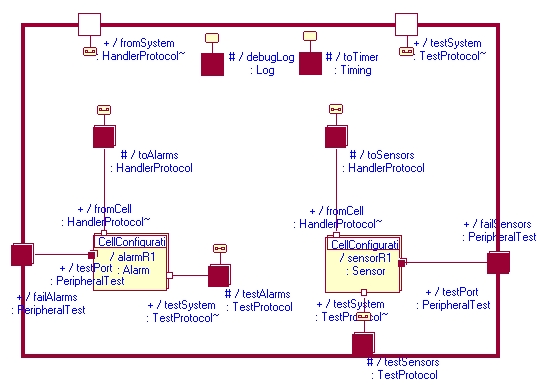 + / fromSystem
: HandlerProtocol~
# / debugLog
: Log
# / toTimer
: Timing
+ / testSystem
: TestProtocol~
# / toAlarms
: HandlerProtocol
# / toSensors
: HandlerProtocol
+ / fromCell
: HandlerProtocol~
+ / fromCell
: HandlerProtocol~
+ / failSensors
: PeripheralTest
CellConfigurati
/ alarmR1
: Alarm
CellConfigurati
/ sensorR1
: Sensor
+ / testPort
: PeripheralTest
+ / failAlarms
: PeripheralTest
+ / testSystem
: TestProtocol~
# / testAlarms
: TestProtocol
+ / testSystem
: TestProtocol~
+ / testPort
: PeripheralTest
# / testSensors
: TestProtocol